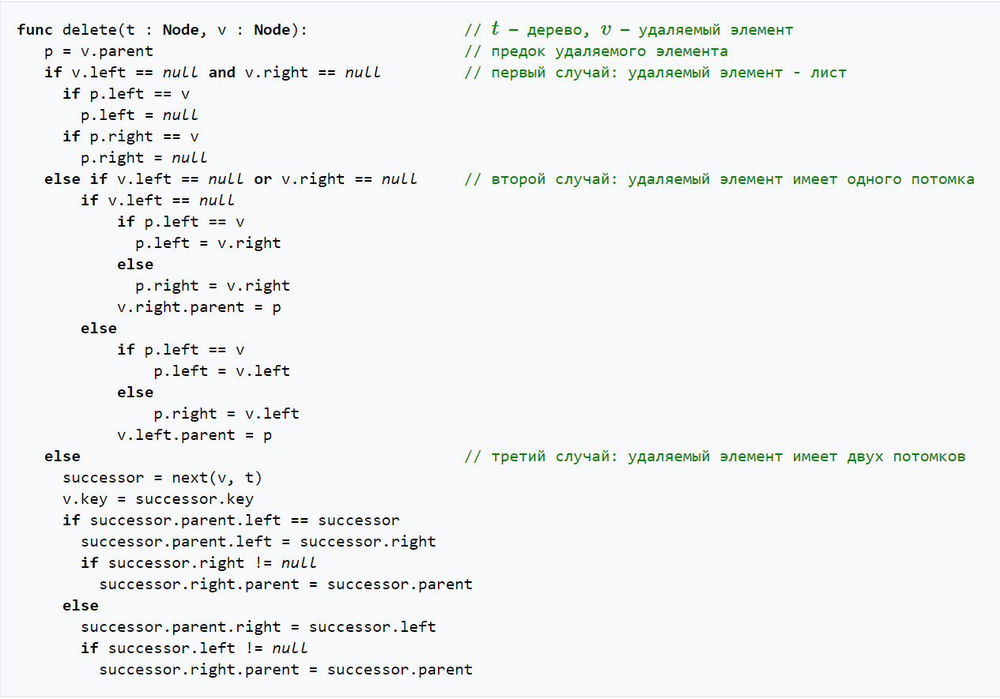 func delete(t : Node, v : Node): // t — дерево, v — удаляемый элемент
p = v.parent // предок удаляемого элемента
if v.left == null and v.right == null // первый случай: удаляемый элемент - лист
if p.left == v
p.left = null
if p.right == v
p.right = null
else if v.left == null or v.right == null // второй случай: удаляемый элемент имеет одного потомка
if v.left == null
if p.left == v
p.left = v.right
else
p.right = v.right
v.right.parent = p
else
if p.left == v
p.left = v.left
else
p.right = v.left
v.left.parent = p
else // третий случай: удаляемый элемент имеет двух потомков
successor = next(v, t)
v.key = successor.key
if successor.parent.left == successor
successor.parent.left = successor.right
if successor.right != null
successor.right.parent = successor.parent
else
successor.parent.right = successor.left
if successor.left != null
successor.right.parent = successor.parent